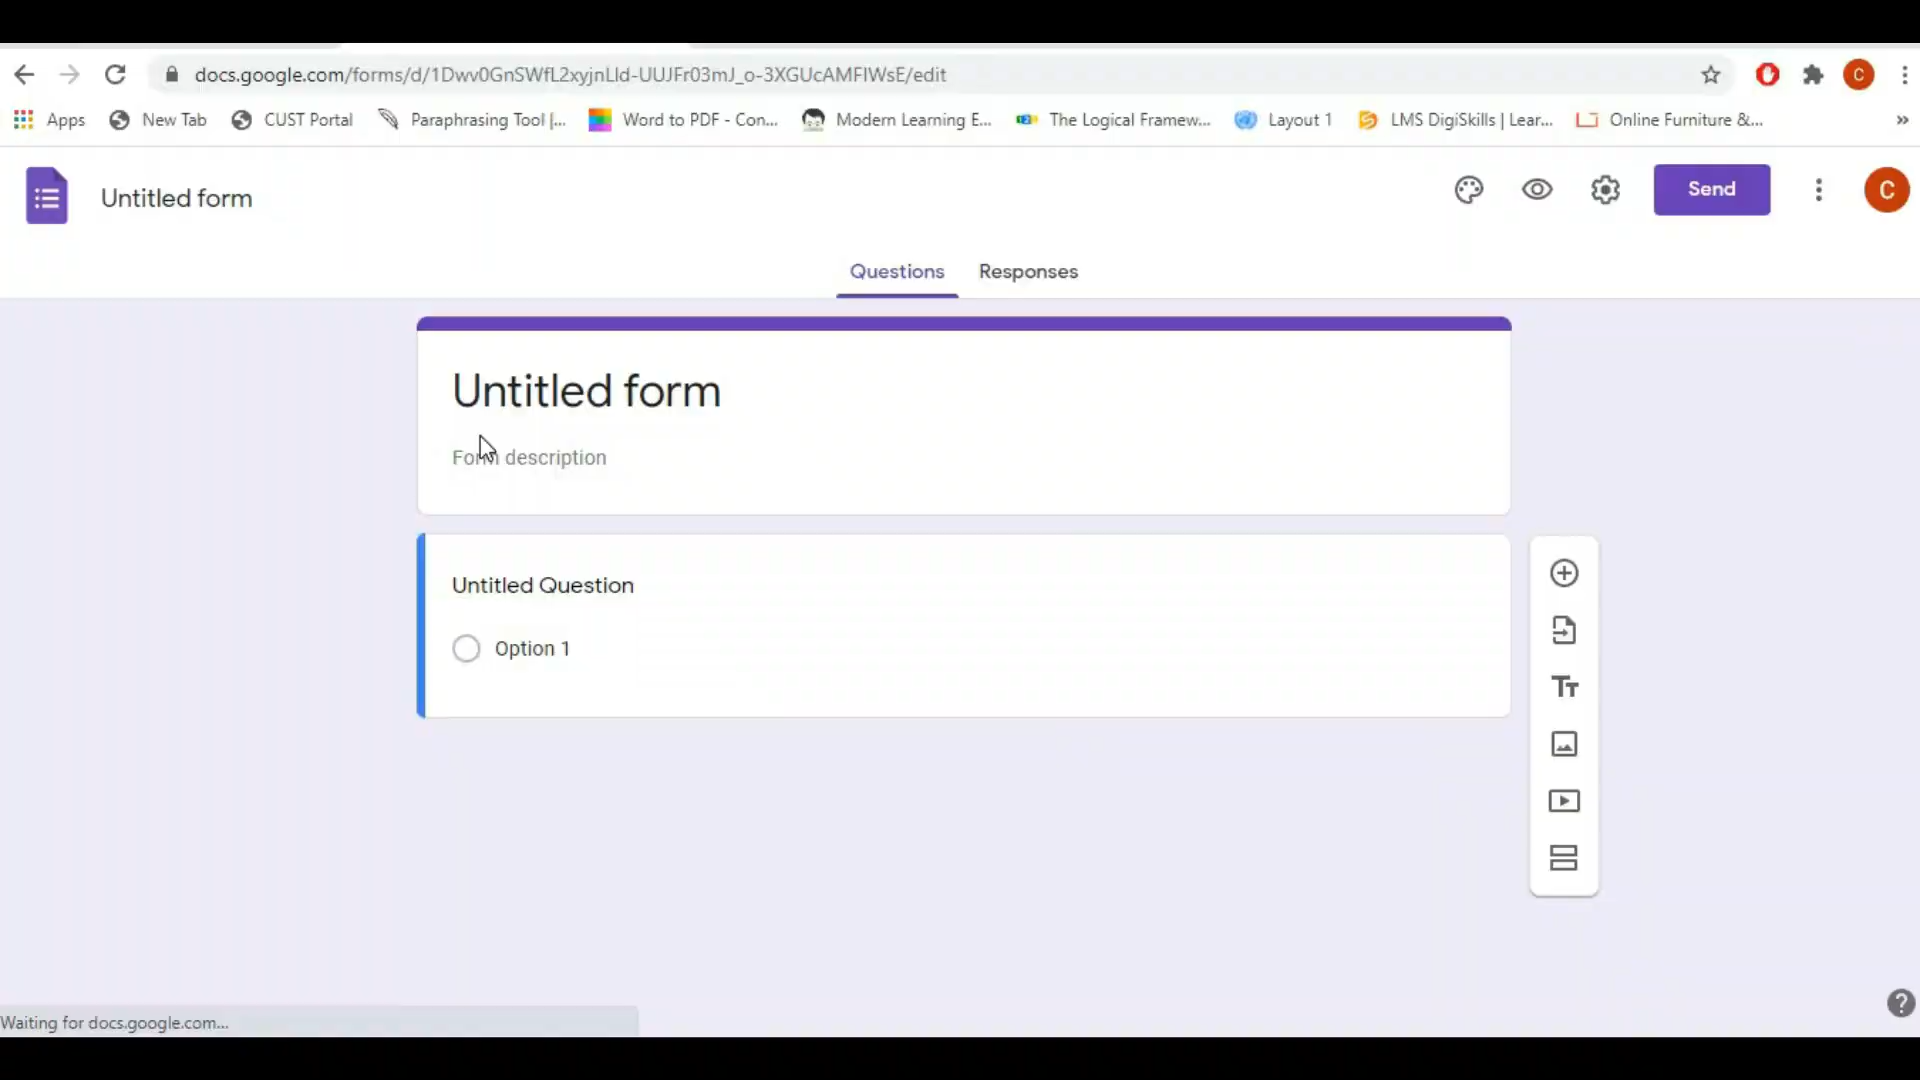 docs.google.com/forms/d/1Dwv0GnSWfL2xyjnLId-UUJFr03mJ_o-3XGUcAMFIWsE/edit
C
Apps New Tab CUST Portal Paraphrasing Tool |... Word to PDF - Con... Modern Learning E... The Logical Framew... Layout 1 LMS DigiSkills | Lear... Online Furniture &... »
Untitled form
Send
C
Questions Responses
Untitled form
Form description
Untitled Question
Option 1
Tт
Waiting for docs.google.com...
?